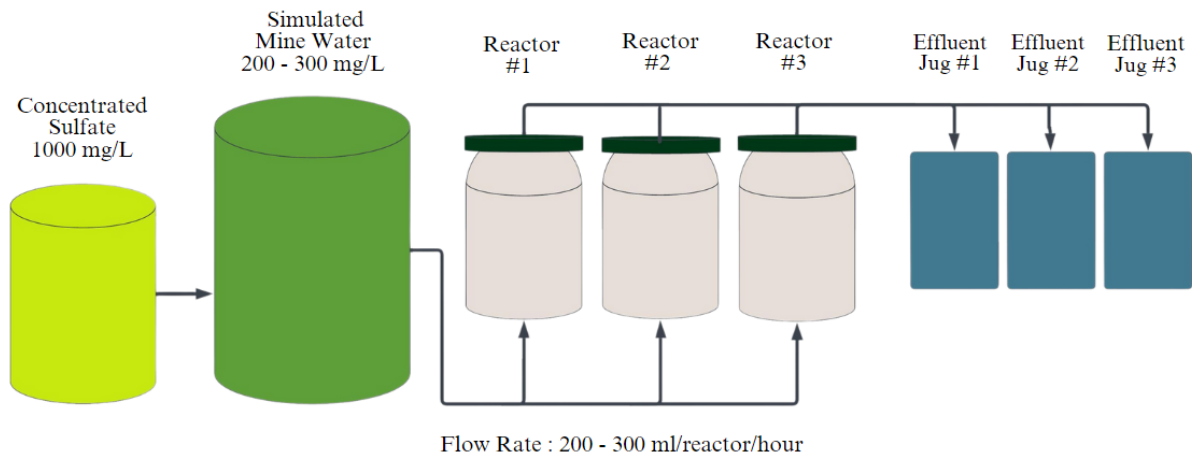 Concentrated
Sulfate
1000 mg/L
Simulated
Mine Water
200 - 300 mg/L
Reactor
#1
Reactor
#2
Reactor
#3
Effluent
Jug #1
Effluent
Jug #2
Effluent
Jug #3
Flow Rate : 200 - 300 ml/reactor/hour